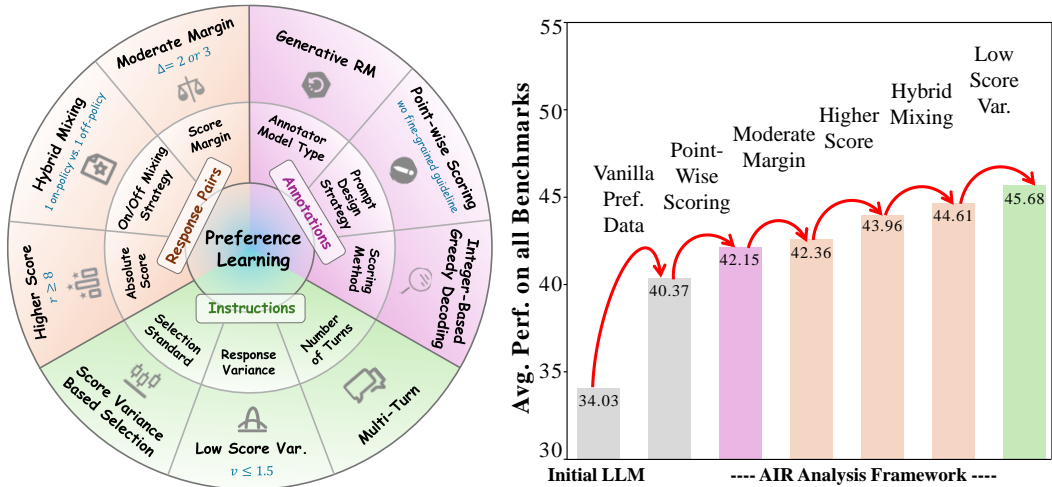 Moderate Margin
Δ= 2 or 3
Generative RM
Hybrid Mixing
1 on-policy vs. 1 off-policy
Point-wise Scoring
wo fine-grained guideline
Score
Margin
Annotator
Model Type
On/Off Mixing
Strategy
Prompt
Design
Strategy
Response Pairs
Annotations
Preference
Learning
Higher Score
r ≥ 8
Absolute
Score
Scoring
Method
Integer-Based
Greedy Decoding
Instructions
Selection
Standard
Response
Variance
Number
of Turns
Score Variance
Based Selection
Low Score Var.
v ≤ 1.5
Multi-Turn
Avg. Perf. on all Benchmarks
55
50
45
40
35
30
Vanilla
Pref.
Data
Point-
Wise
Scoring
Moderate
Margin
Higher
Score
Hybrid
Mixing
Low
Score
Var.
34.03
40.37
42.15
42.36
43.96
44.61
45.68
Initial LLM
---- AIR Analysis Framework ----